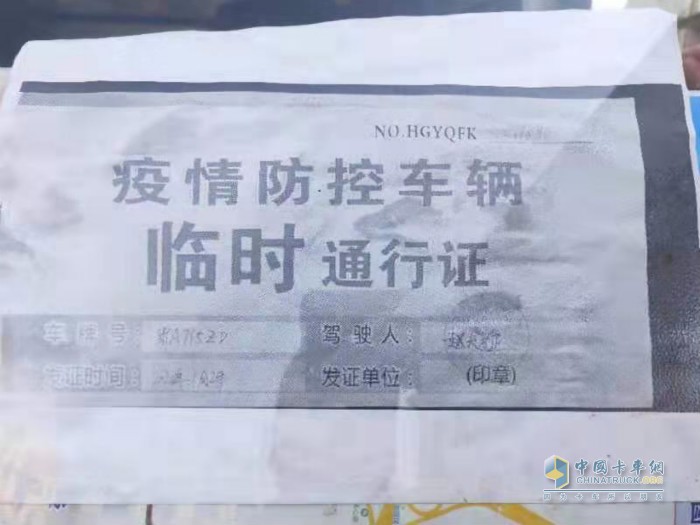 NO.HGYQFK
疫情防控车辆
临时通行证
车牌号: 驾驶人:
发证时间: 发证单位: (印章)
中国卡车网
CHINATRUCK.ORG